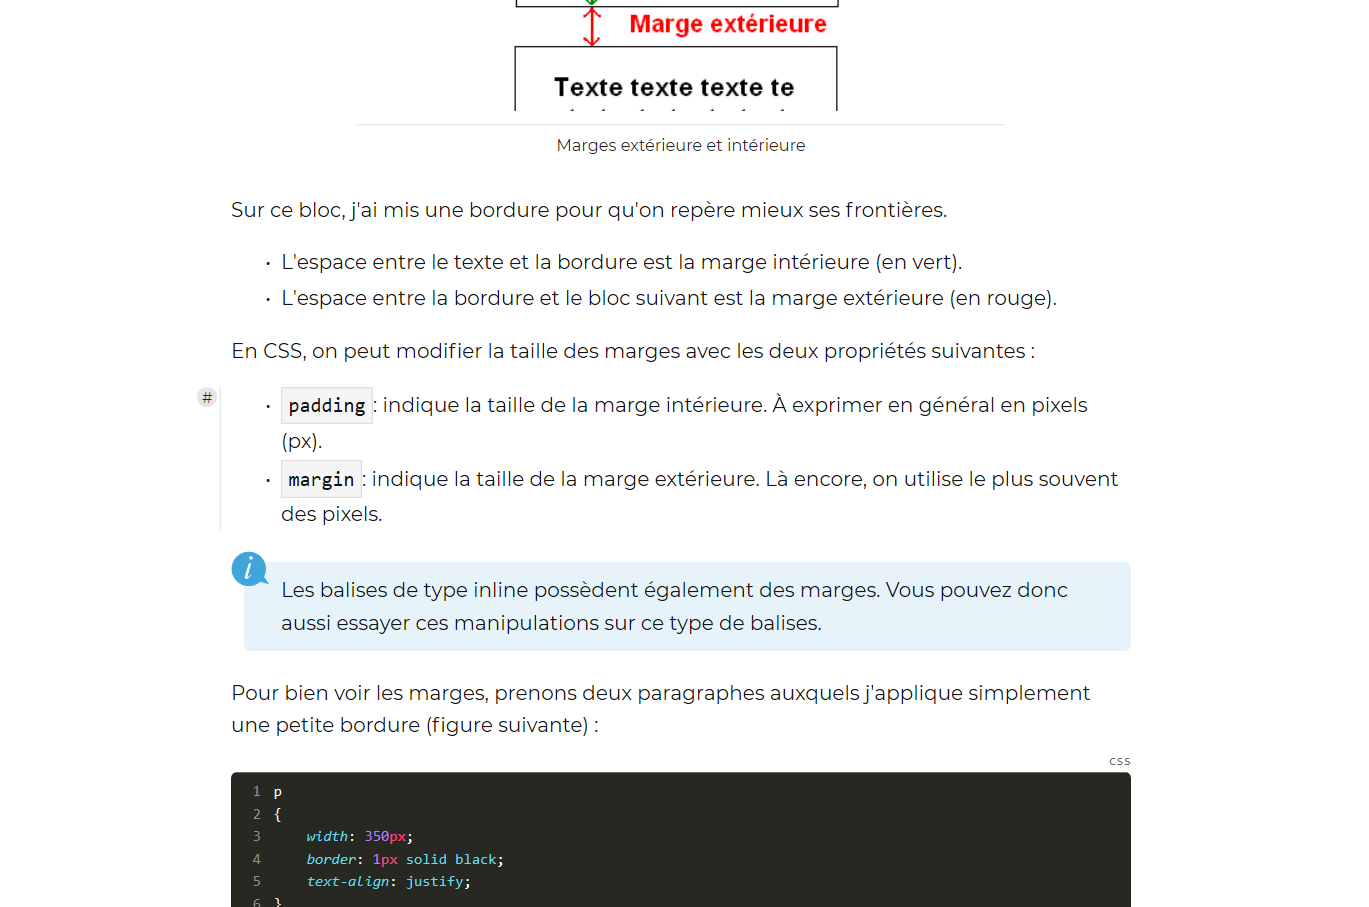 Marge extérieure
Texte texte texte te
Marges extérieure et intérieure
Sur ce bloc, j'ai mis une bordure pour qu'on repère mieux ses frontières.
• L'espace entre le texte et la bordure est la marge intérieure (en vert).
• L'espace entre la bordure et le bloc suivant est la marge extérieure (en rouge).
En CSS, on peut modifier la taille des marges avec les deux propriétés suivantes :
#
• padding : indique la taille de la marge intérieure. À exprimer en général en pixels
(px).
• margin : indique la taille de la marge extérieure. Là encore, on utilise le plus souvent
des pixels.
i
Les balises de type inline possèdent également des marges. Vous pouvez donc
aussi essayer ces manipulations sur ce type de balises.
Pour bien voir les marges, prenons deux paragraphes auxquels j'applique simplement
une petite bordure (figure suivante) :
css
1 p
2 {
3 width: 350px;
4 border: 1px solid black;
5 text-align: justify;
6 }